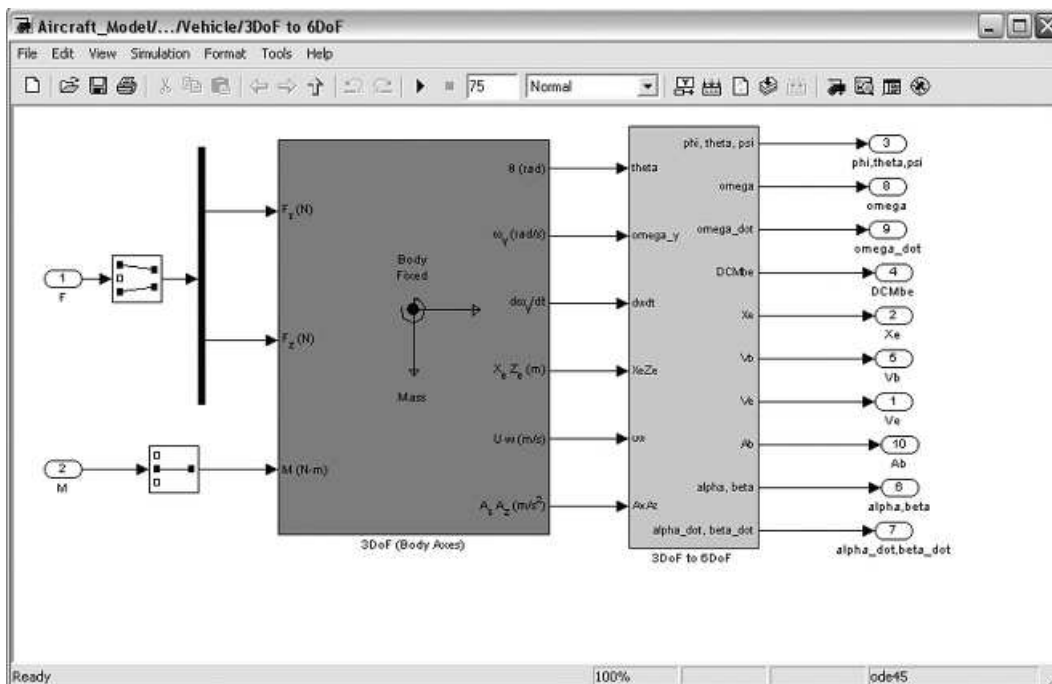 Aircraft_Model/.../Vehicle/3DoF to 6DoF
File Edit View Simulation Format Tools Help
75 Normal
1
F
2
M
F_x (N)
F_z (N)
M (N-m)
Body
Fixed
Mass
θ (rad)
ω_y (rad/s)
dω_y/dt
X_e Z_e (m)
U w (m/s)
A_x A_z (m/s²)
3DoF (Body Axes)
theta
omega_y
dwdt
XeZe
uw
AxAz
phi, theta, psi
omega
omega_dot
DCMbe
Xe
Vb
Ve
Ab
alpha, beta
alpha_dot, beta_dot
3DoF to 6DoF
3
phi,theta,psi
8
omega
9
omega_dot
4
DCMbe
2
Xe
5
Vb
1
Ve
10
Ab
6
alpha,beta
7
alpha_dot,beta_dot
Ready 100% ode45